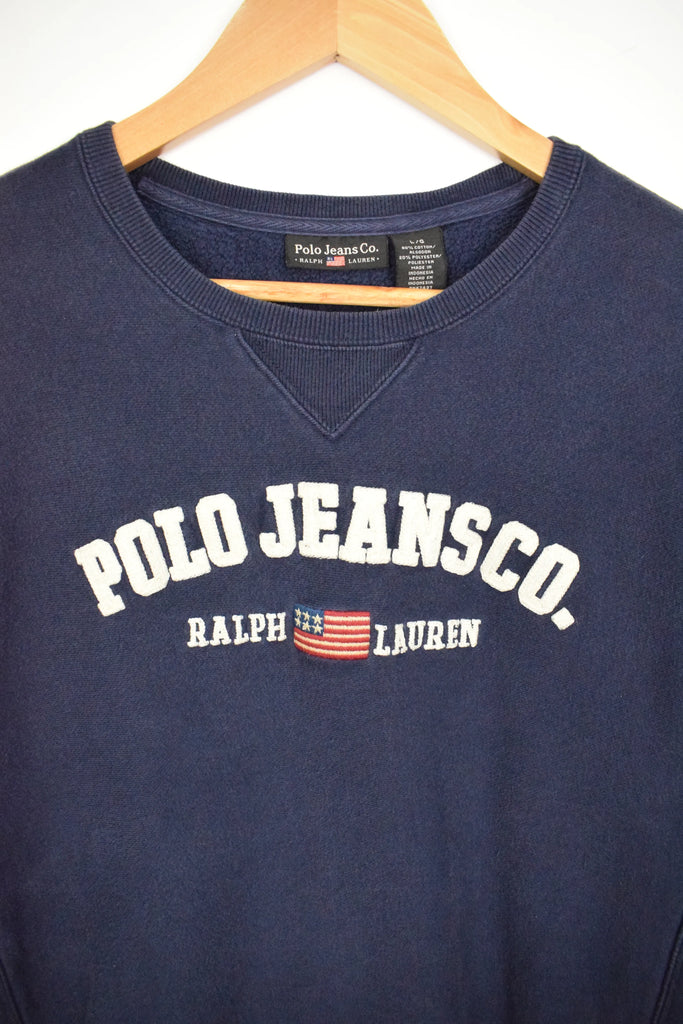 Polo Jeans Co.
• RALPH LAUREN •
L/G
80% COTTON/
ALGODON
20% POLYESTER/
POLIESTER
MADE IN
INDONESIA
HECHO EN
INDONESIA
POLO JEANS CO.
RALPH LAUREN